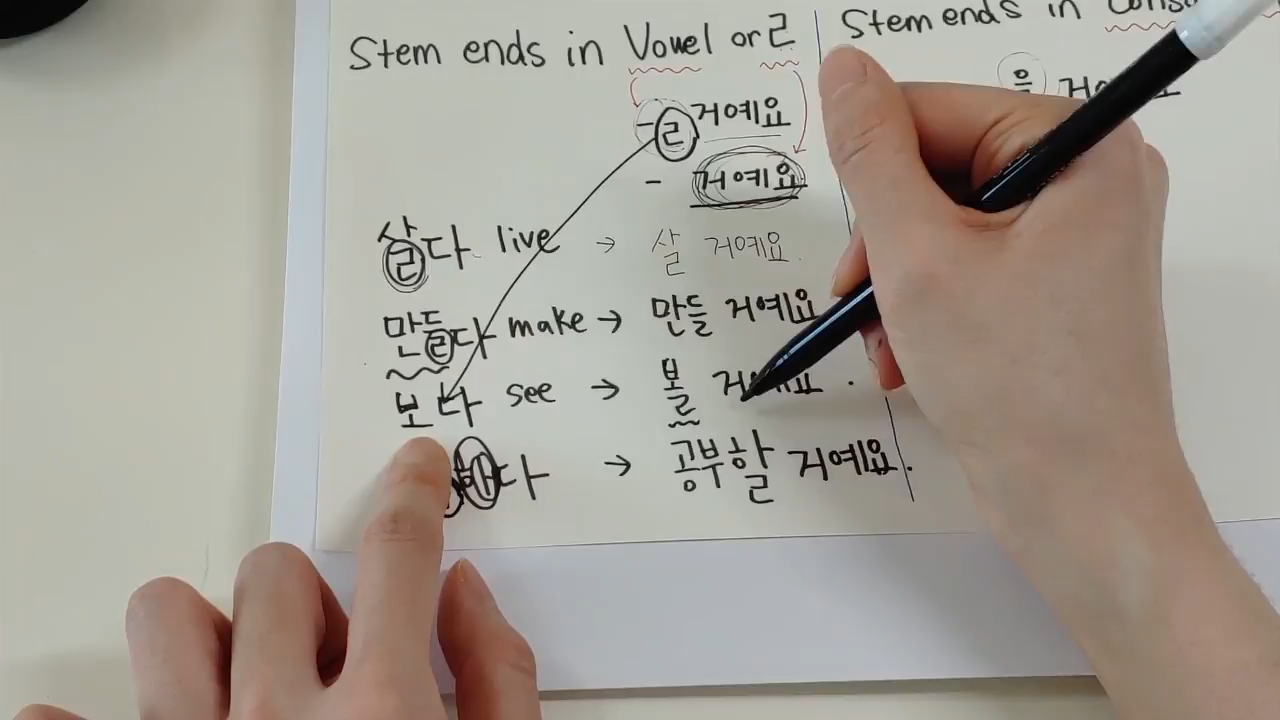 Stem ends in Vowel or ㄹ
Stem ends in
-ㄹ 거예요
- 거예요
을
살다 live → 살 거예요.
만들다 make → 만들 거예요
보다 see → 볼 거예요.
→ 공부할 거예요.